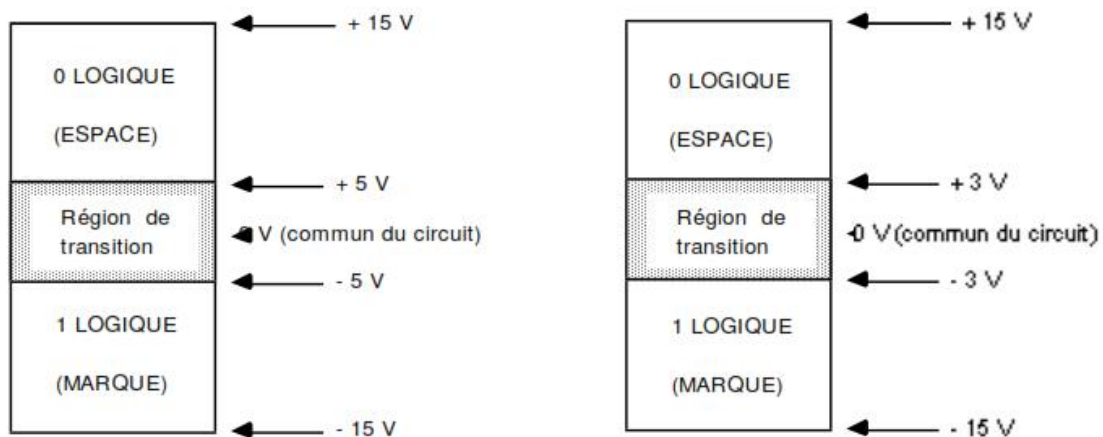 + 15 V
0 LOGIQUE
(ESPACE)
+ 5 V
Région de
transition
V (commun du circuit)
- 5 V
1 LOGIQUE
(MARQUE)
- 15 V
+ 15 V
0 LOGIQUE
(ESPACE)
+ 3 V
Région de
transition
0 V (commun du circuit)
- 3 V
1 LOGIQUE
(MARQUE)
- 15 V